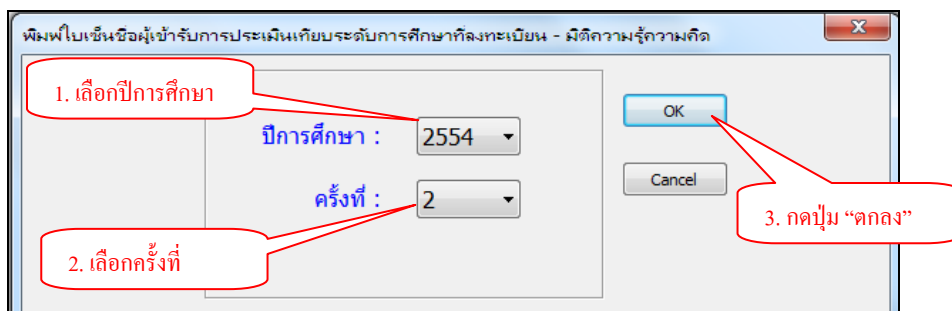 พิมพ์ใบเซ็นชื่อผู้เข้ารับการประเมินเทียบระดับการศึกษาที่ลงทะเบียน - มิติความรู้ความคิด
1. เลือกปีการศึกษา
ปีการศึกษา : 2554
OK
ครั้งที่ : 2
Cancel
2. เลือกครั้งที่
3. กดปุ่ม “ตกลง”